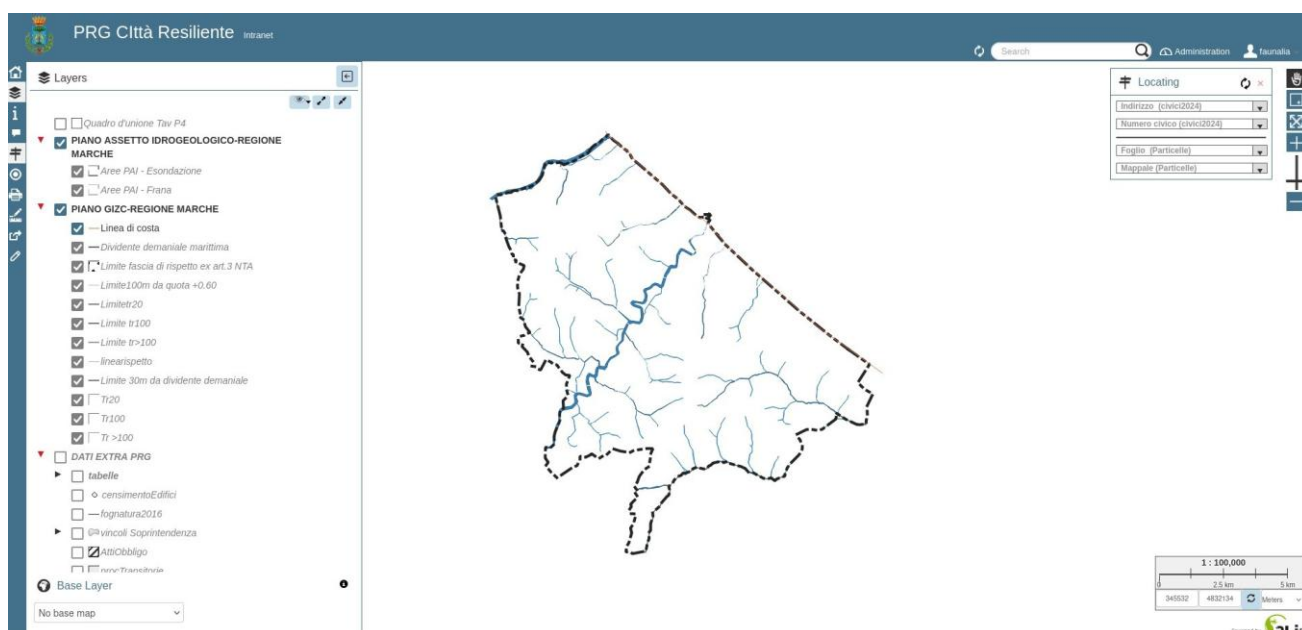 PRG CIttà Resiliente Intranet
Search
Administration
faunalia
Layers
Quadro d'unione Tav P4
PIANO ASSETTO IDROGEOLOGICO-REGIONE
MARCHE
Aree PAI - Esondazione
Aree PAI - Frana
PIANO GIZC-REGIONE MARCHE
Linea di costa
Dividente demaniale marittima
Limite fascia di rispetto ex art.3 NTA
Limite100m da quota +0.60
Limitetr20
Limite tr100
Limite tr>100
linearispetto
Limite 30m da dividente demaniale
Tr20
Tr100
Tr >100
DATI EXTRA PRG
tabelle
censimentoEdifici
fognatura2016
vincoli Soprintendenza
AttiObbligo
procTransitorie
Base Layer
No base map
Locating
Indirizzo (civici2024)
Numero civico (civici2024)
Foglio (Particelle)
Mappale (Particelle)
1 : 100,000
0 2.5 km 5 km
345532 4832134 Meters